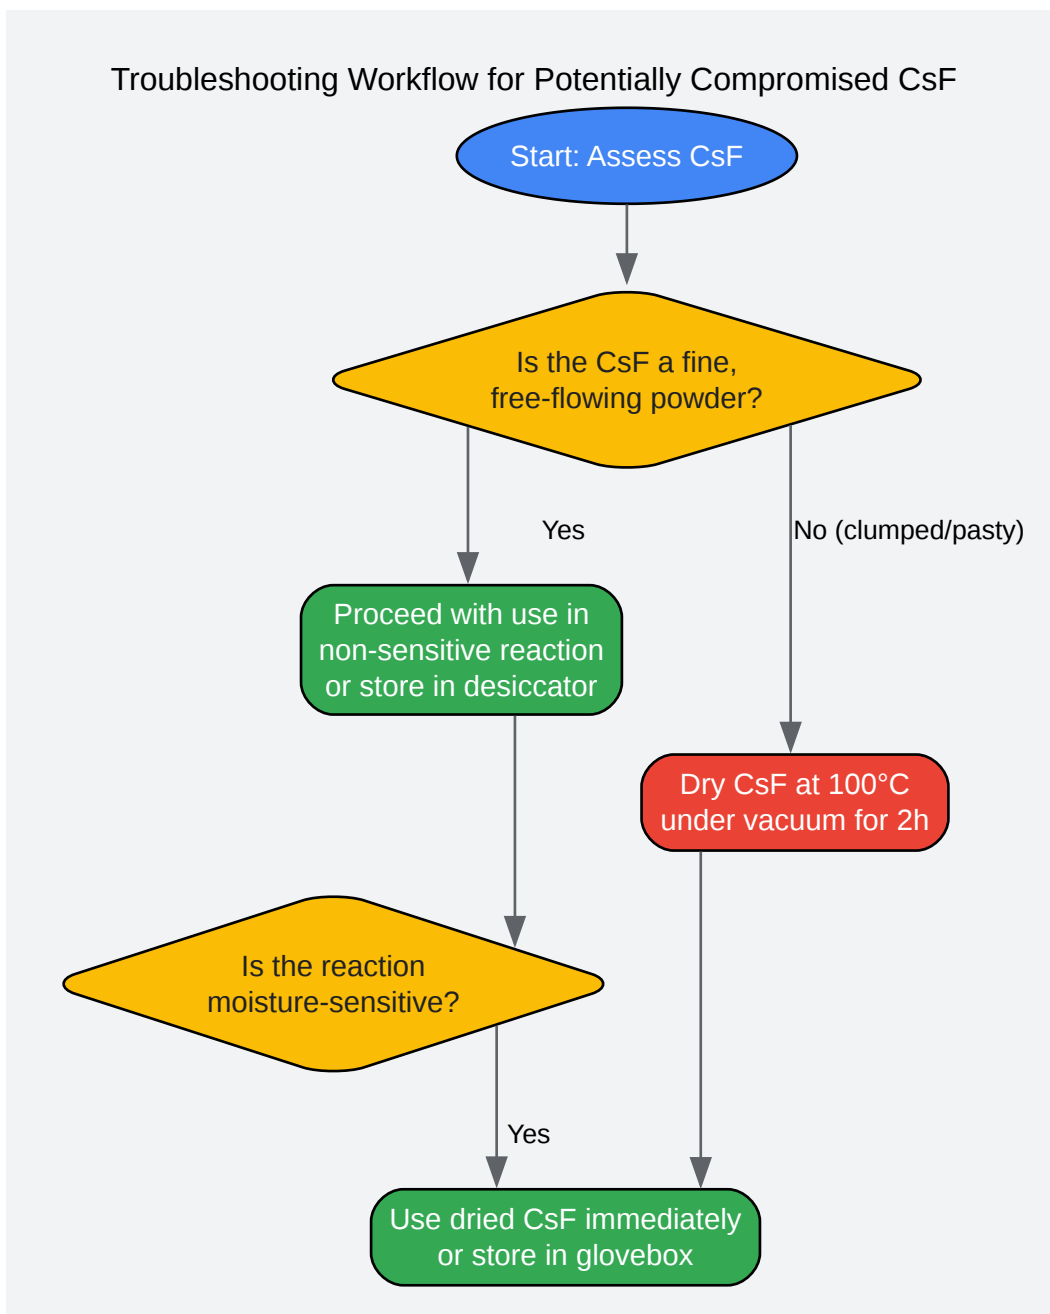 Troubleshooting Workflow for Potentially Compromised CsF
Start: Assess CsF
Is the CsF a fine,
free-flowing powder?
Yes
No (clumped/pasty)
Proceed with use in
non-sensitive reaction
or store in desiccator
Dry CsF at 100°C
under vacuum for 2h
Is the reaction
moisture-sensitive?
Yes
Use dried CsF immediately
or store in glovebox